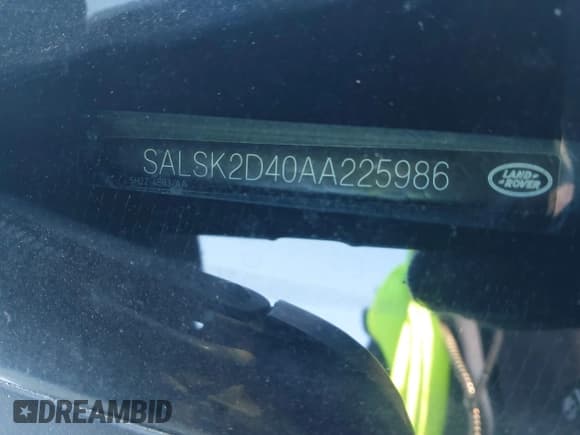 SALSK2D40AA225986
LAND
ROVER
DREAMBID